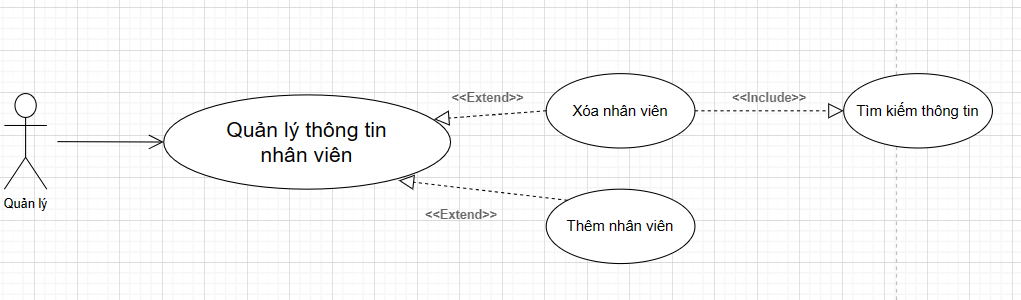 <<Extend>>
Xóa nhân viên
<<Include>>
Tìm kiếm thông tin
Quản lý thông tin
nhân viên
Quản lý
<<Extend>>
Thêm nhân viên